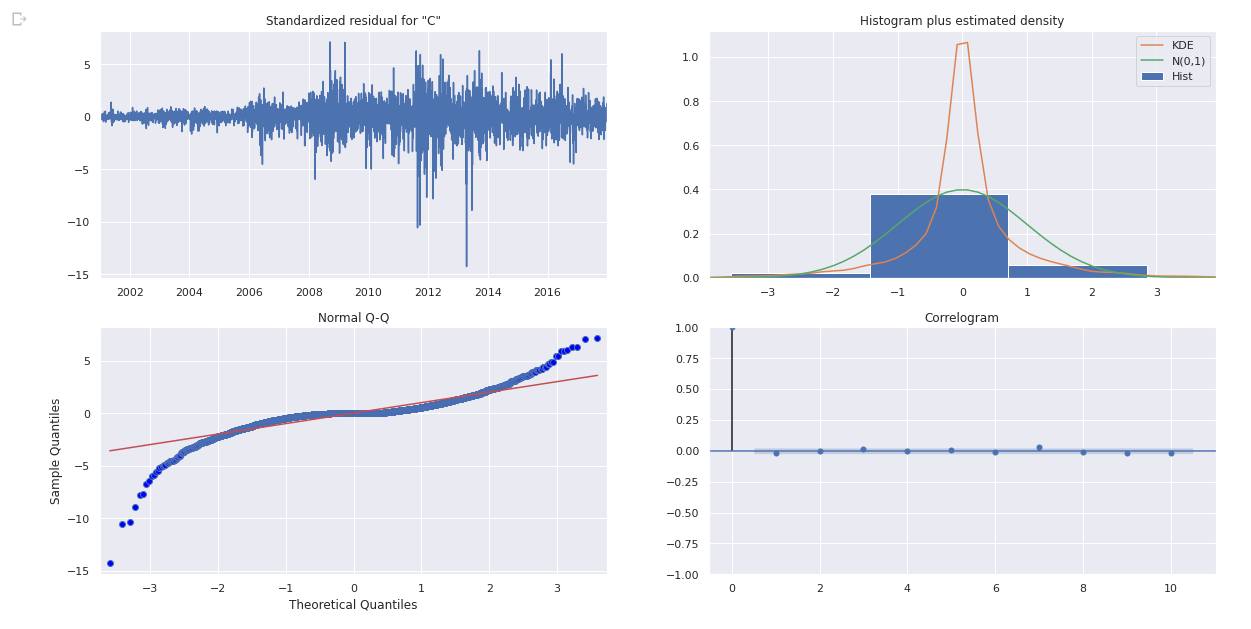 Standardized residual for "C"
5
0
−5
−10
−15
2002 2004 2006 2008 2010 2012 2014 2016
Histogram plus estimated density
KDE
N(0,1)
Hist
1.0
0.8
0.6
0.4
0.2
0.0
−3 −2 −1 0 1 2 3
Normal Q-Q
Sample Quantiles
5
0
−5
−10
−15
−3 −2 −1 0 1 2 3
Theoretical Quantiles
Correlogram
1.00
0.75
0.50
0.25
0.00
−0.25
−0.50
−0.75
−1.00
0 2 4 6 8 10